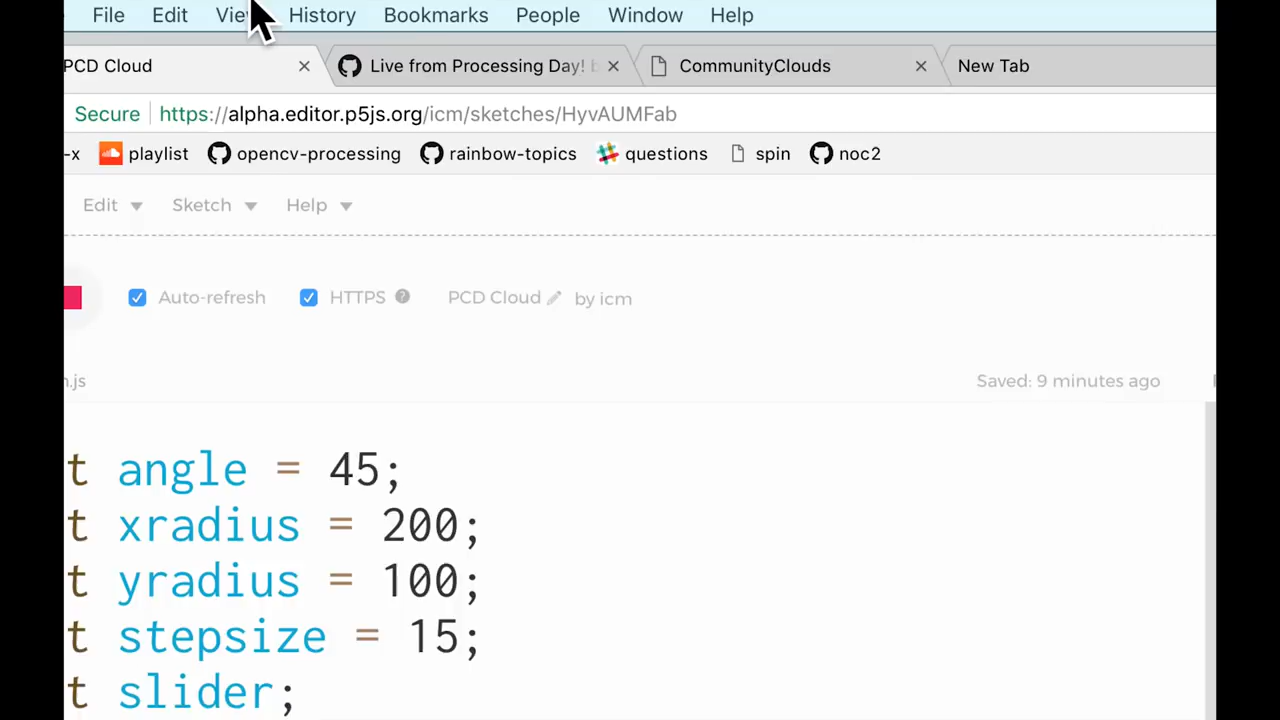 File Edit View History Bookmarks People Window Help
PCD Cloud Live from Processing Day! CommunityClouds New Tab
Secure https://alpha.editor.p5js.org/icm/sketches/HyvAUMFab
-x playlist opencv-processing rainbow-topics questions spin noc2
Edit Sketch Help
Auto-refresh HTTPS ? PCD Cloud by icm
.js Saved: 9 minutes ago
t angle = 45;
t xradius = 200;
t yradius = 100;
t stepsize = 15;
t slider;